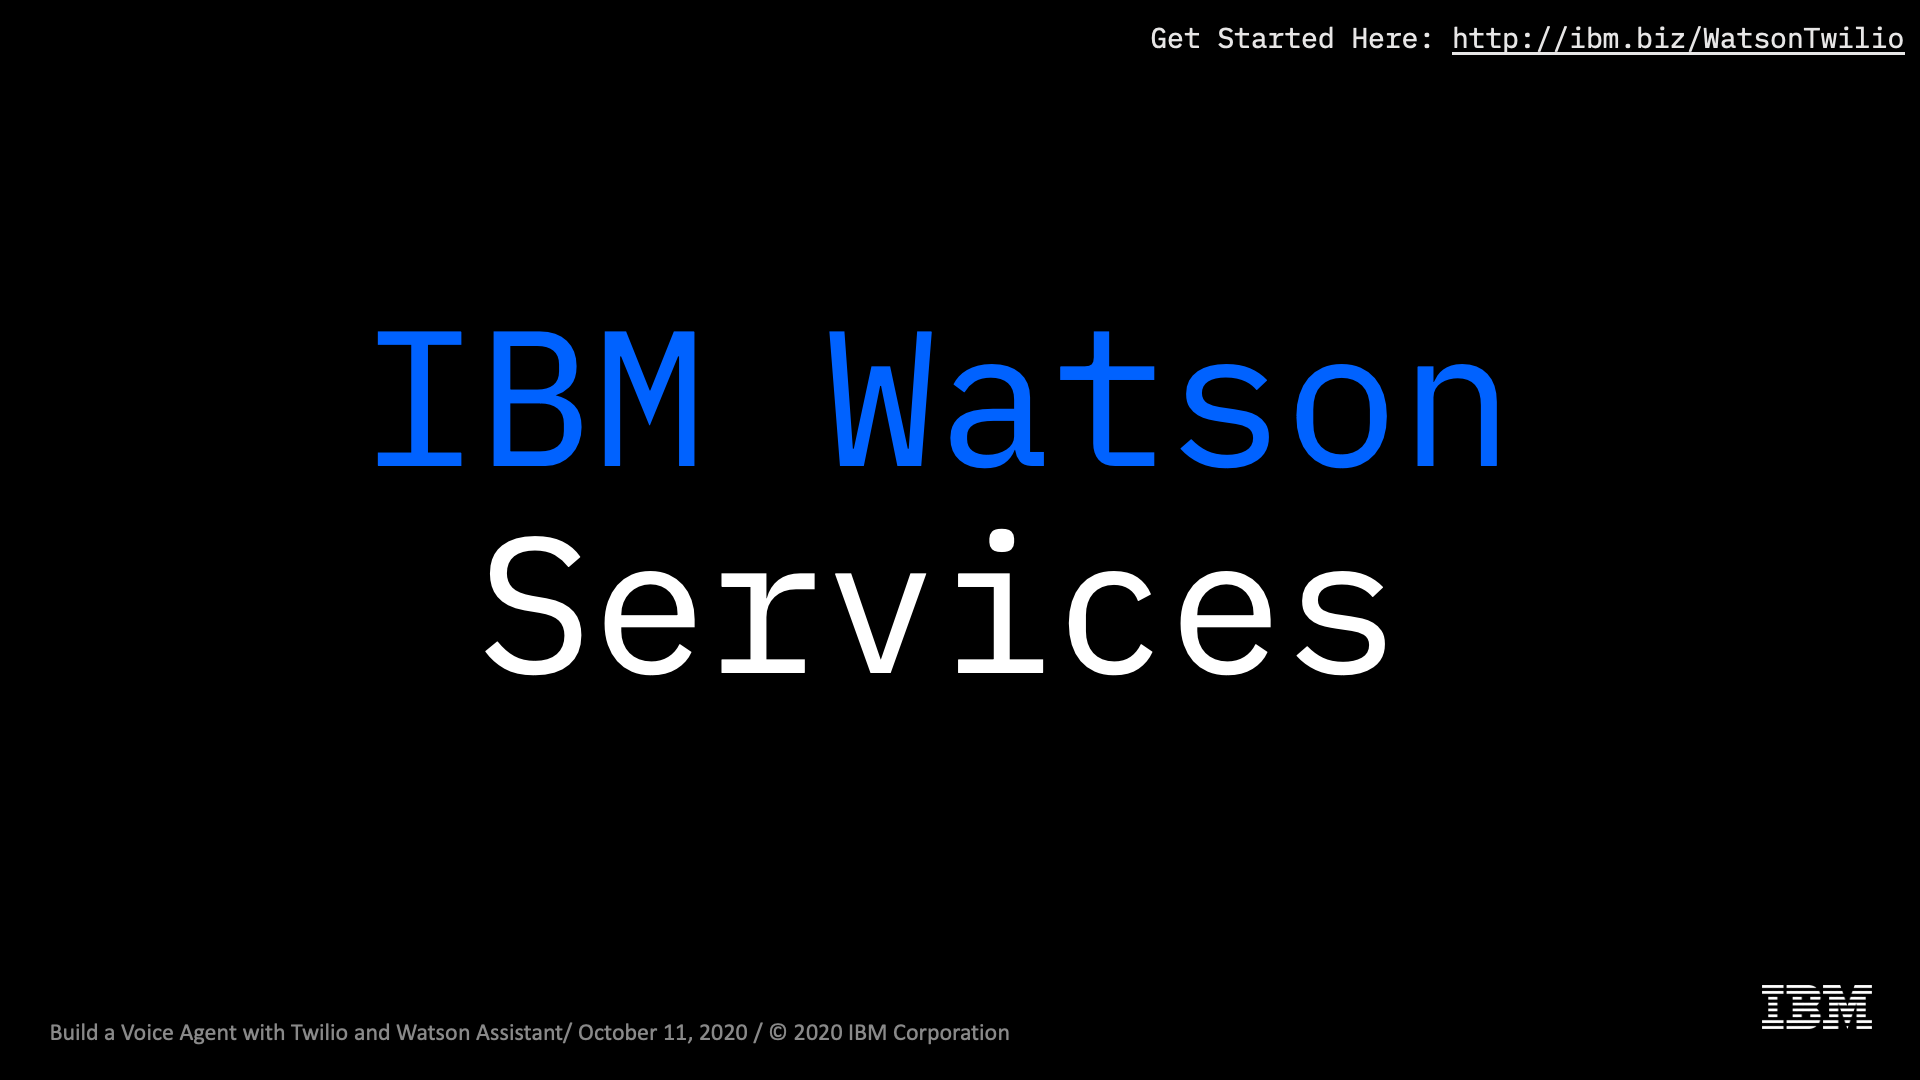 Get Started Here: http://ibm.biz/WatsonTwilio
IBM Watson
Services
Build a Voice Agent with Twilio and Watson Assistant/ October 11, 2020 / © 2020 IBM Corporation
IBM